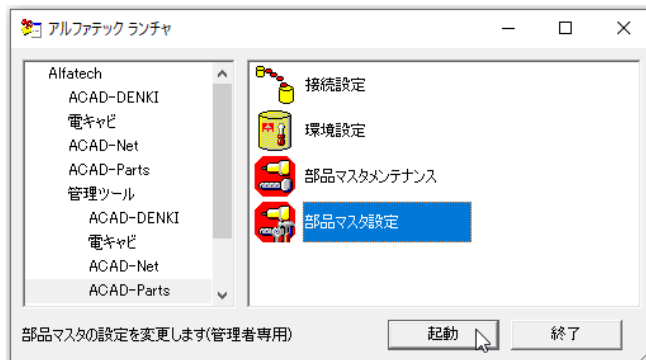 アルファテック ランチャ
Alfatech
ACAD-DENKI
電キャビ
ACAD-Net
ACAD-Parts
管理ツール
ACAD-DENKI
電キャビ
ACAD-Net
ACAD-Parts
接続設定
環境設定
部品マスタメンテナンス
部品マスタ設定
部品マスタの設定を変更します(管理者専用)
起動
終了